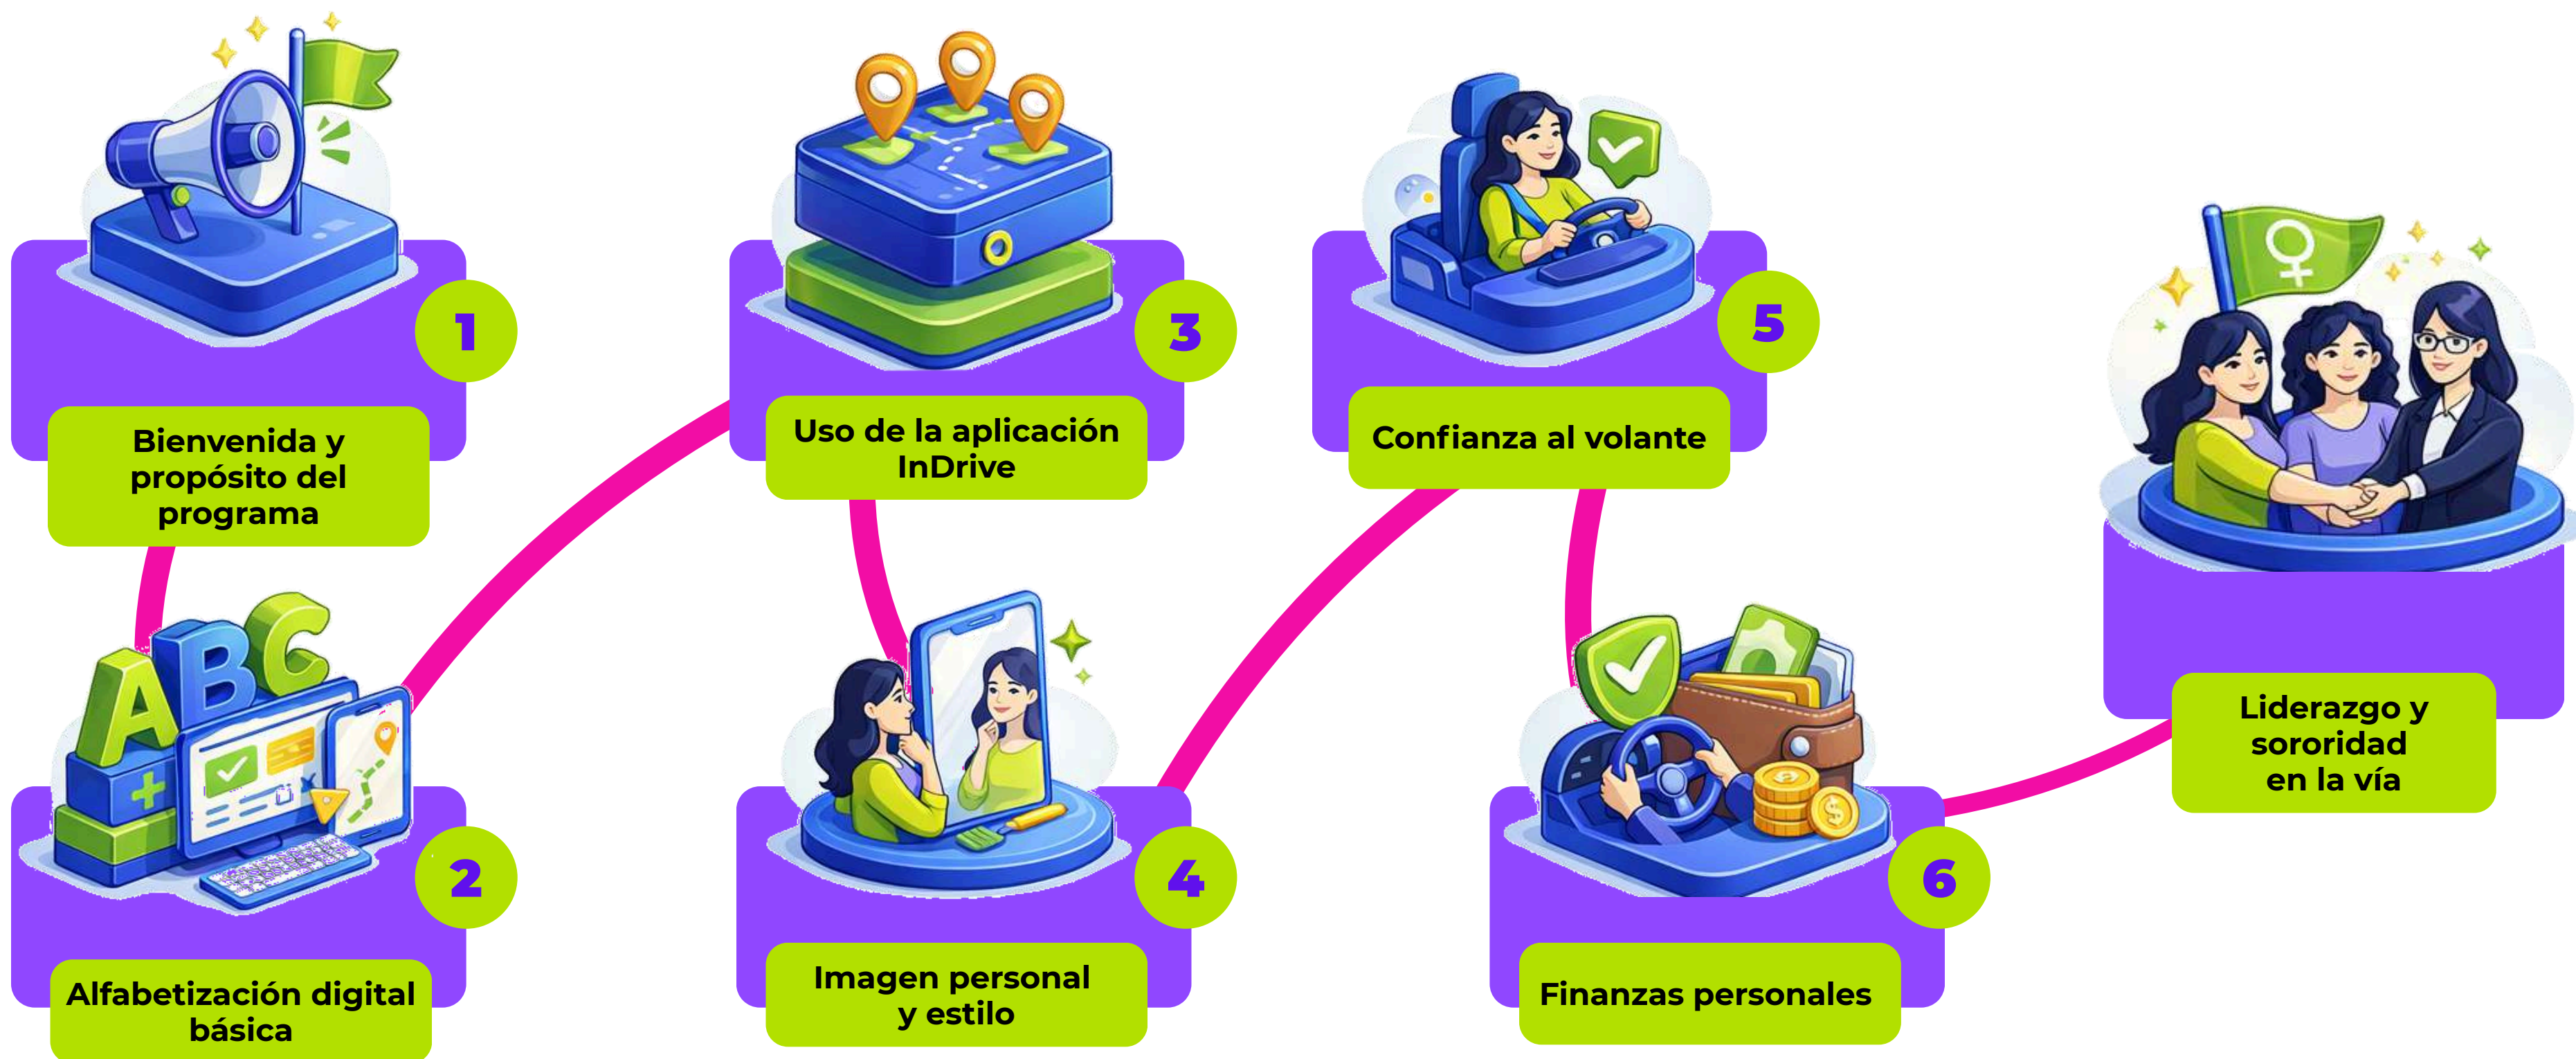 1
Bienvenida y
propósito del
programa
ABC
2
Alfabetización digital
básica
3
Uso de la aplicación
InDrive
4
Imagen personal
y estilo
5
Confianza al volante
6
Finanzas personales
Liderazgo y
sororidad
en la vía